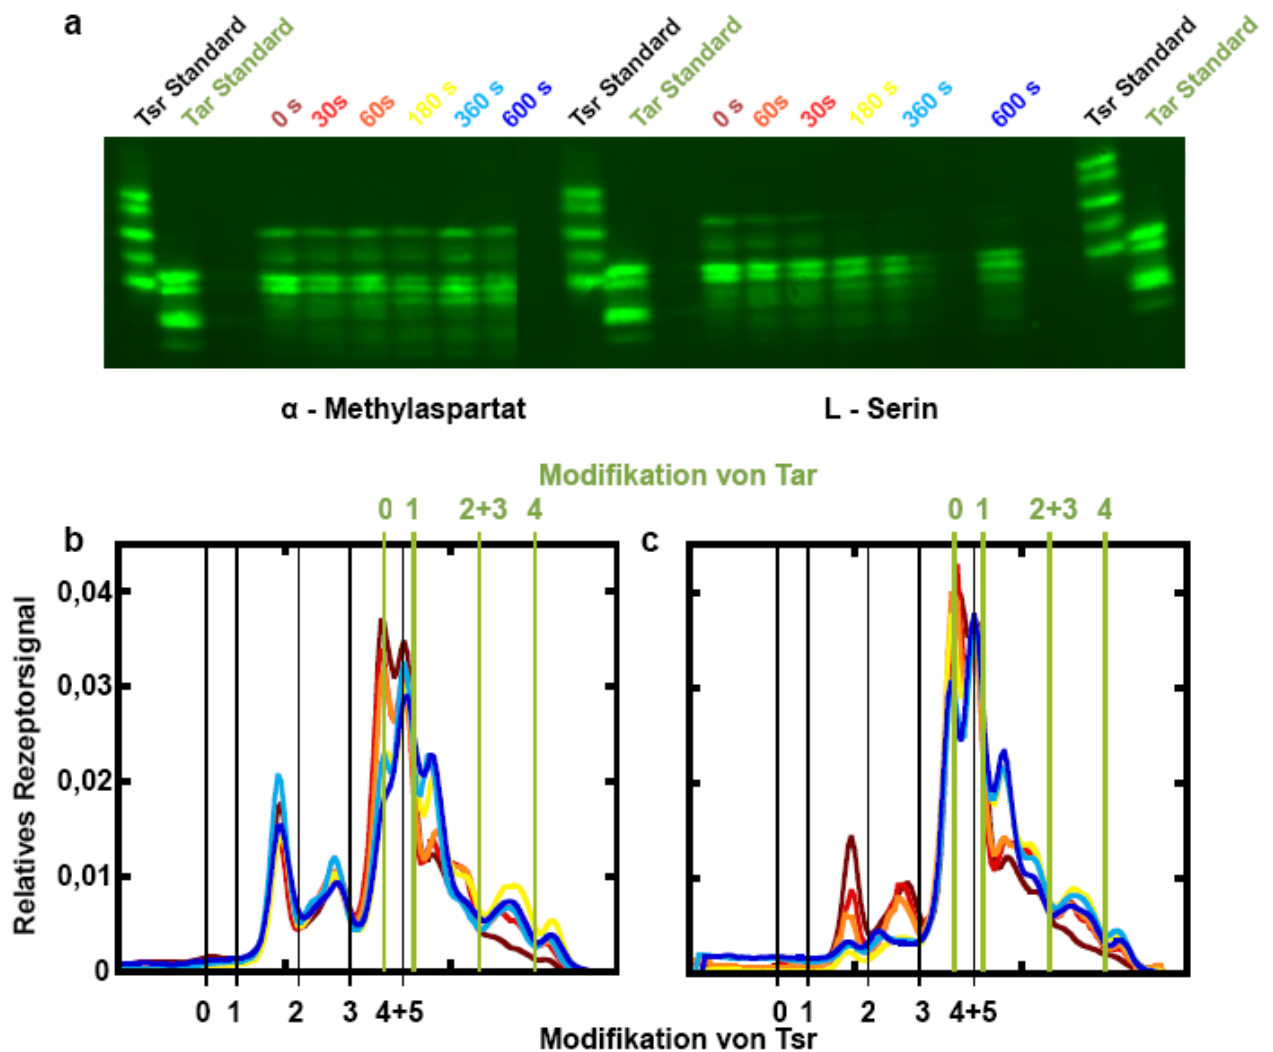 a
Tsr Standard
Tar Standard
0 s
30s
60s
180 s
360 s
600 s
Tsr Standard
Tar Standard
0 s
60s
30s
180 s
360 s
600 s
Tsr Standard
Tar Standard
α - Methylaspartat
L - Serin
Modifikation von Tar
0 1 2+3 4
0 1 2+3 4
b
c
Relatives Rezeptorsignal
0,04
0,03
0,02
0,01
0
0 1 2 3 4+5
0 1 2 3 4+5
Modifikation von Tsr